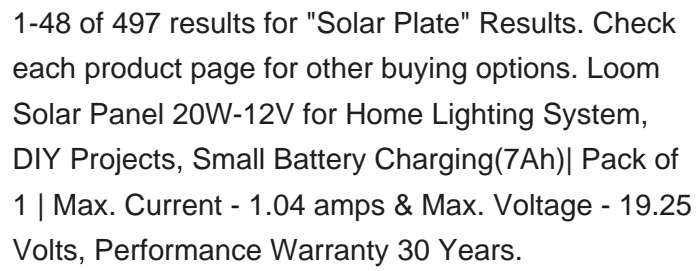 1-48 of 497 results for "Solar Plate" Results. Check
each product page for other buying options. Loom
Solar Panel 20W-12V for Home Lighting System,
DIY Projects, Small Battery Charging(7Ah)| Pack of
1 | Max. Current - 1.04 amps & Max. Voltage - 19.25
Volts, Performance Warranty 30 Years.